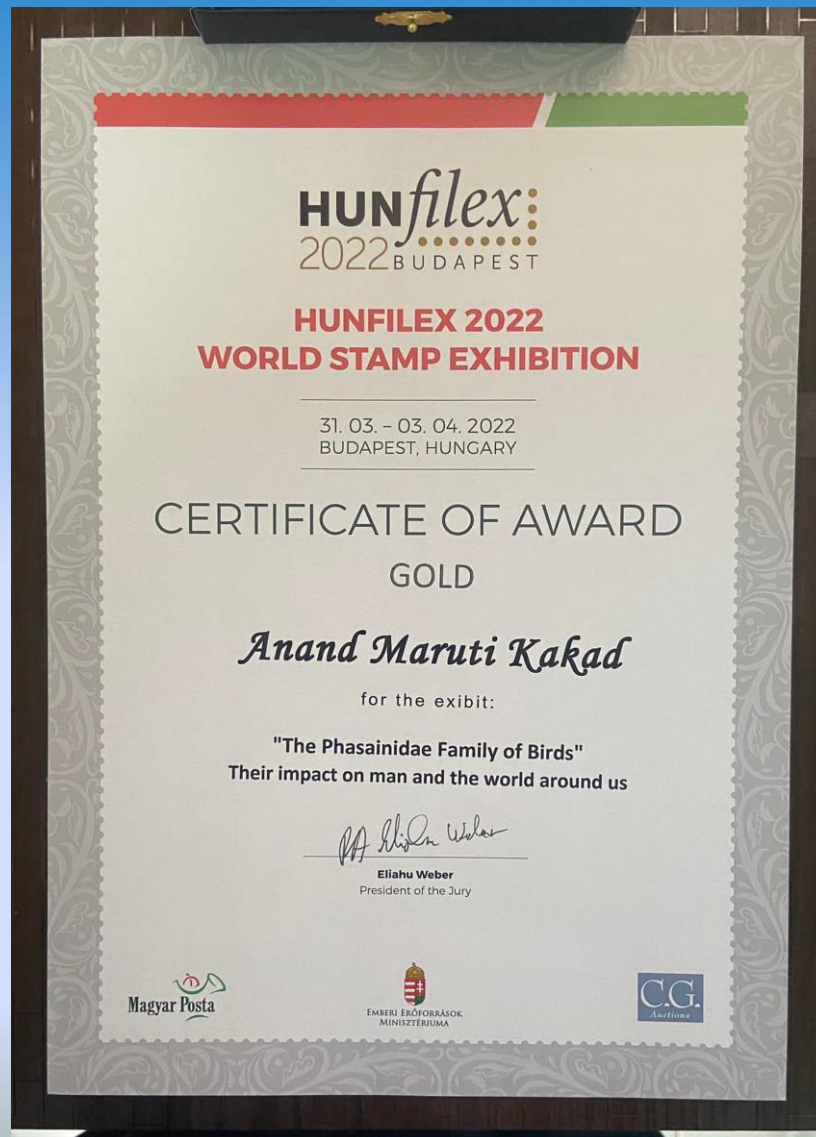 HUNfilex
2022 BUDAPEST
HUNFILEX 2022
WORLD STAMP EXHIBITION
31. 03. – 03. 04. 2022
BUDAPEST, HUNGARY
CERTIFICATE OF AWARD
GOLD
Anand Maruti Kakad
for the exibit:
"The Phasainidae Family of Birds"
Their impact on man and the world around us
Eliahu Weber
President of the Jury
Magyar Posta
EMBERI ERŐFORRÁSOK
MINISZTÉRIUMA
C.G.
Auctions